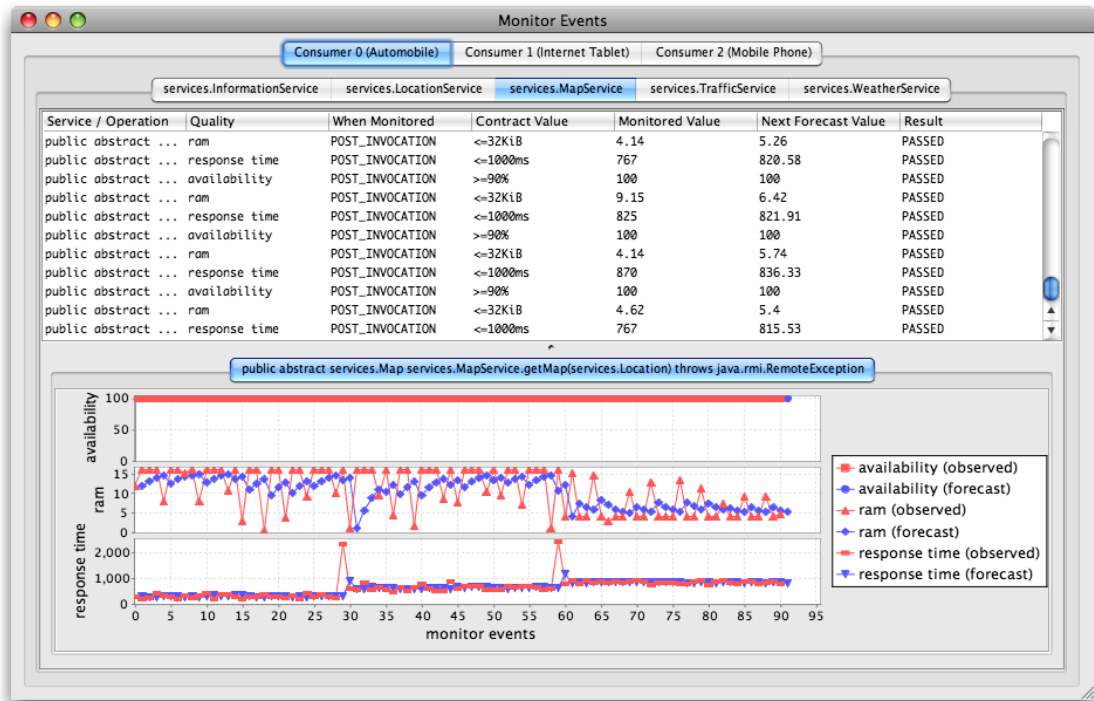 Monitor Events
Consumer 0 (Automobile) Consumer 1 (Internet Tablet) Consumer 2 (Mobile Phone)
services.InformationService services.LocationService services.MapService services.TrafficService services.WeatherService
Service / Operation Quality When Monitored Contract Value Monitored Value Next Forecast Value Result
public abstract ... ram POST_INVOCATION <=32KiB 4.14 5.26 PASSED
public abstract ... response time POST_INVOCATION <=1000ms 767 820.58 PASSED
public abstract ... availability POST_INVOCATION >=90% 100 100 PASSED
public abstract ... ram POST_INVOCATION <=32KiB 9.15 6.42 PASSED
public abstract ... response time POST_INVOCATION <=1000ms 825 821.91 PASSED
public abstract ... availability POST_INVOCATION >=90% 100 100 PASSED
public abstract ... ram POST_INVOCATION <=32KiB 4.14 5.74 PASSED
public abstract ... response time POST_INVOCATION <=1000ms 870 836.33 PASSED
public abstract ... availability POST_INVOCATION >=90% 100 100 PASSED
public abstract ... ram POST_INVOCATION <=32KiB 4.62 5.4 PASSED
public abstract ... response time POST_INVOCATION <=1000ms 767 815.53 PASSED
public abstract services.Map services.MapService.getMap(services.Location) throws java.rmi.RemoteException
availability
100
50
0
ram
15
10
5
0
response time
2,000
1,000
0
0 5 10 15 20 25 30 35 40 45 50 55 60 65 70 75 80 85 90 95
monitor events
availability (observed)
availability (forecast)
ram (observed)
ram (forecast)
response time (observed)
response time (forecast)